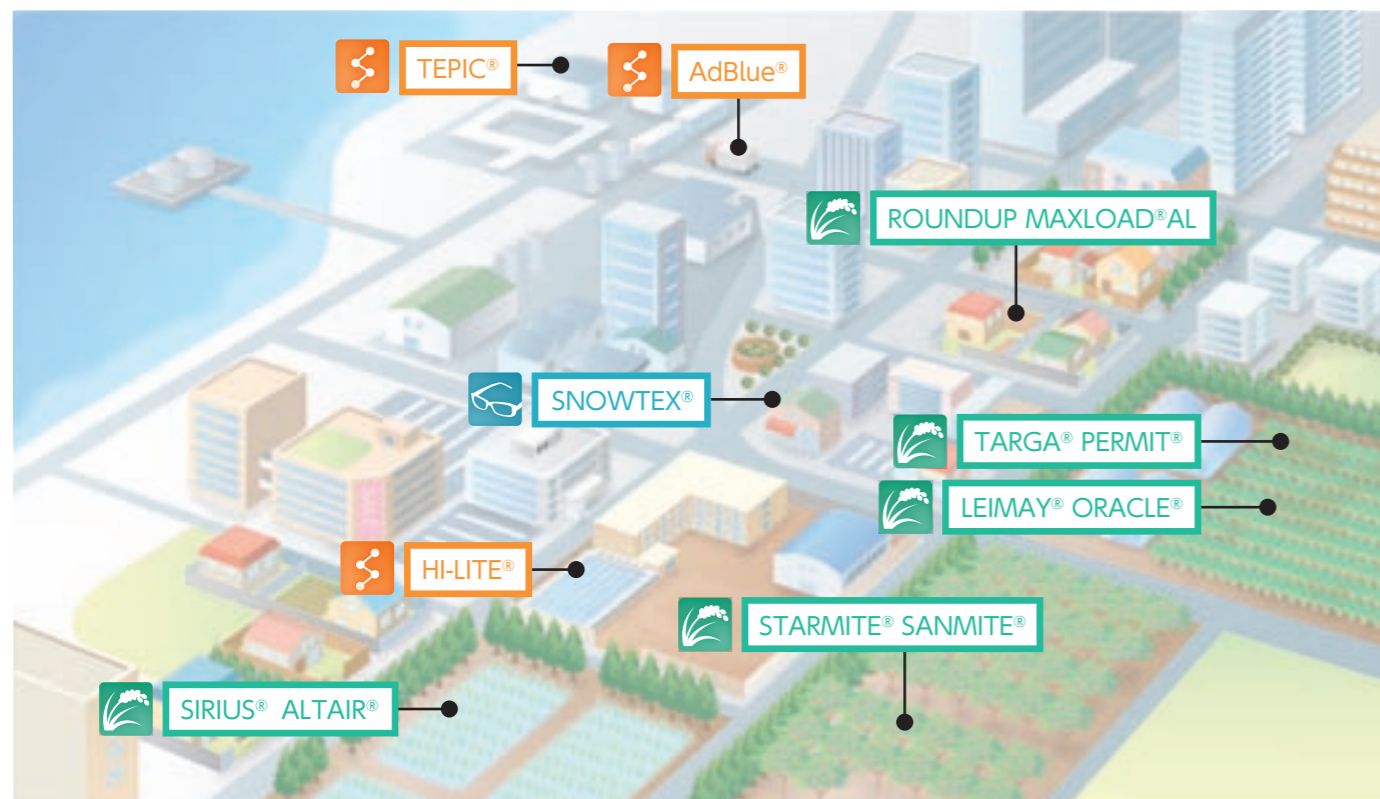 TEPIC®
AdBlue®
ROUNDUP MAXLOAD®AL
SNOWTEX®
TARGA® PERMIT®
LEIMAY® ORACLE®
HI-LITE®
STARMITE® SANMITE®
SIRIUS® ALTAIR®